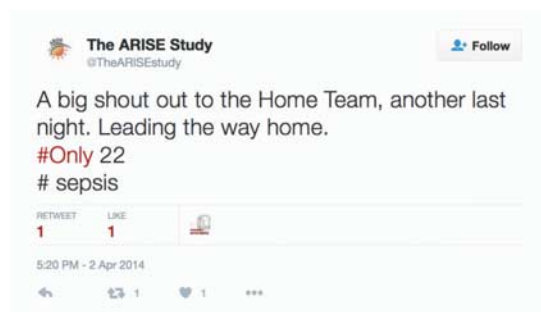 The ARISE Study
@TheARISEstudy
Follow
A big shout out to the Home Team, another last
night. Leading the way home.
#Only 22
# sepsis
RETWEET LIKE
1 1
5:20 PM - 2 Apr 2014
1 1